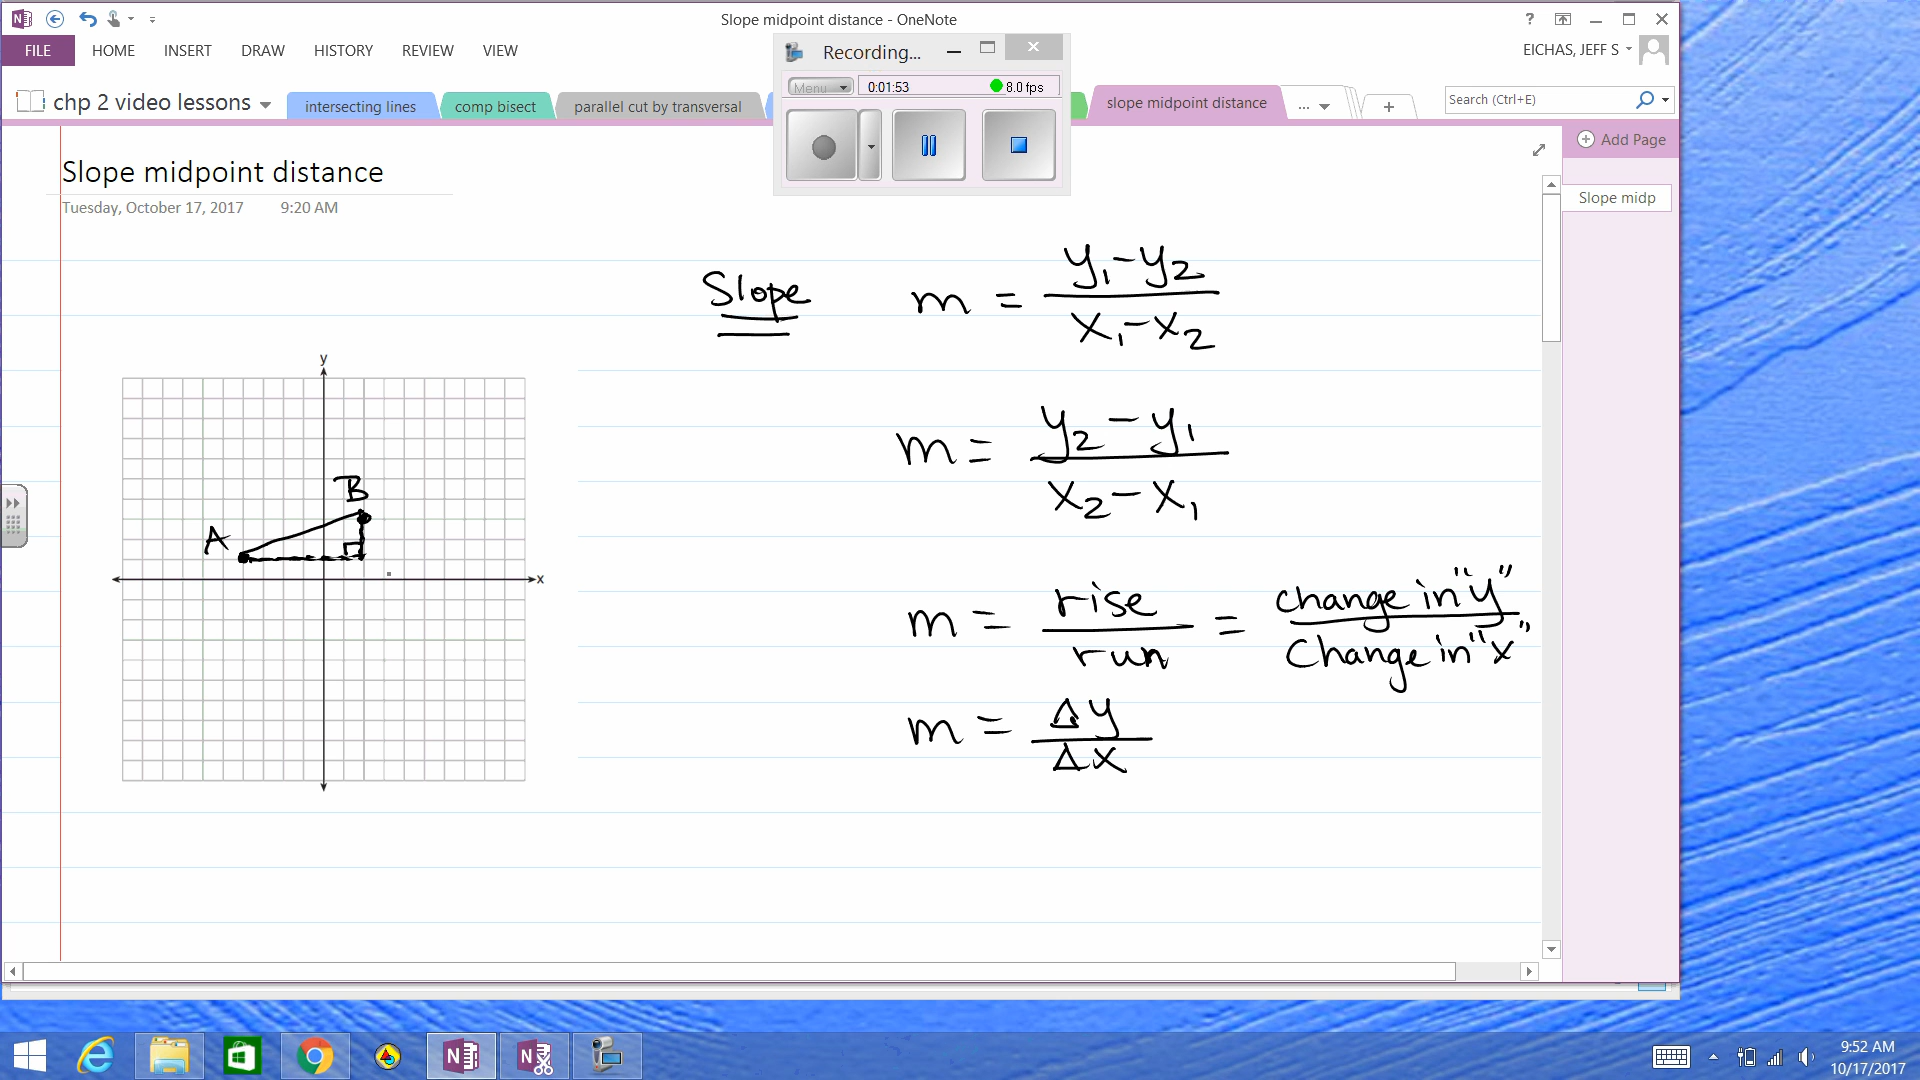 Slope midpoint distance - OneNote
?
FILE HOME INSERT DRAW HISTORY REVIEW VIEW
EICHAS, JEFF S
Recording...
Menu 0:01:53 8.0 fps
chp 2 video lessons
intersecting lines
comp bisect
parallel cut by transversal
slope midpoint distance
...
Search (Ctrl+E)
Add Page
Slope midp
Slope midpoint distance
Tuesday, October 17, 2017 9:20 AM
Slope
m = y₁-y₂
x₁-x₂
m = y₂-y₁
x₂-x₁
m = rise = change in "y"
run Change in "x"
m = Δy
Δx
y
B
A
x
9:52 AM
10/17/2017